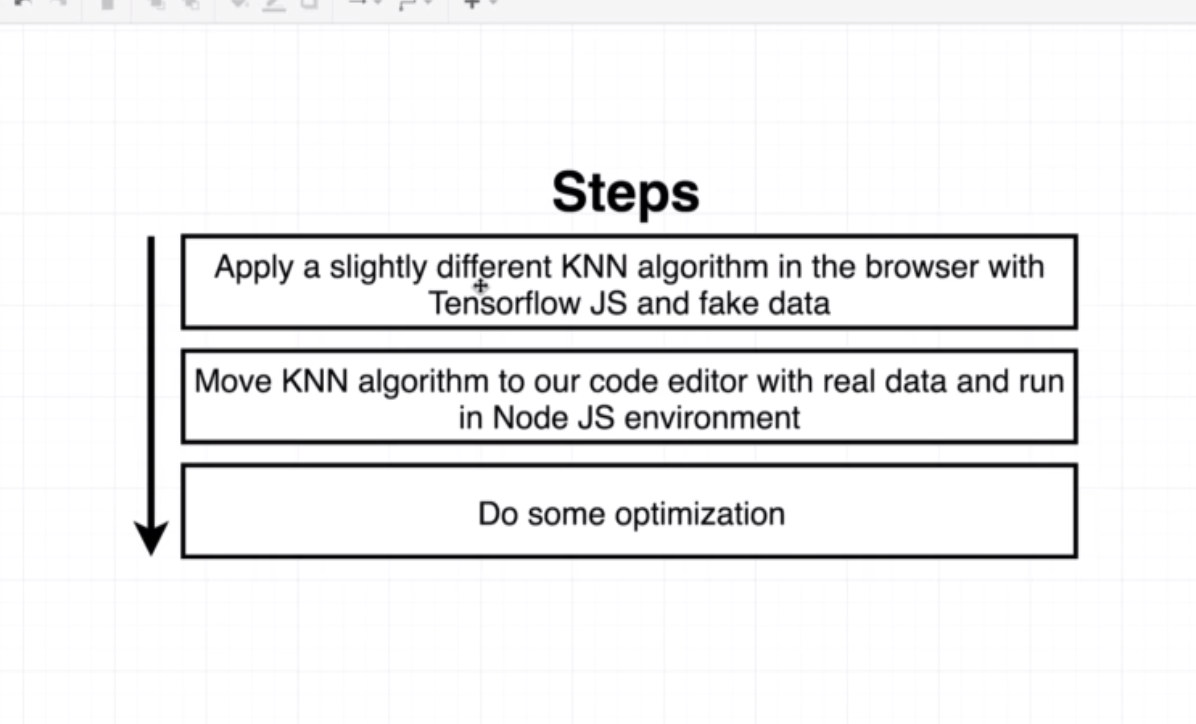 Steps
Apply a slightly different KNN algorithm in the browser with
Tensorflow JS and fake data
Move KNN algorithm to our code editor with real data and run
in Node JS environment
Do some optimization